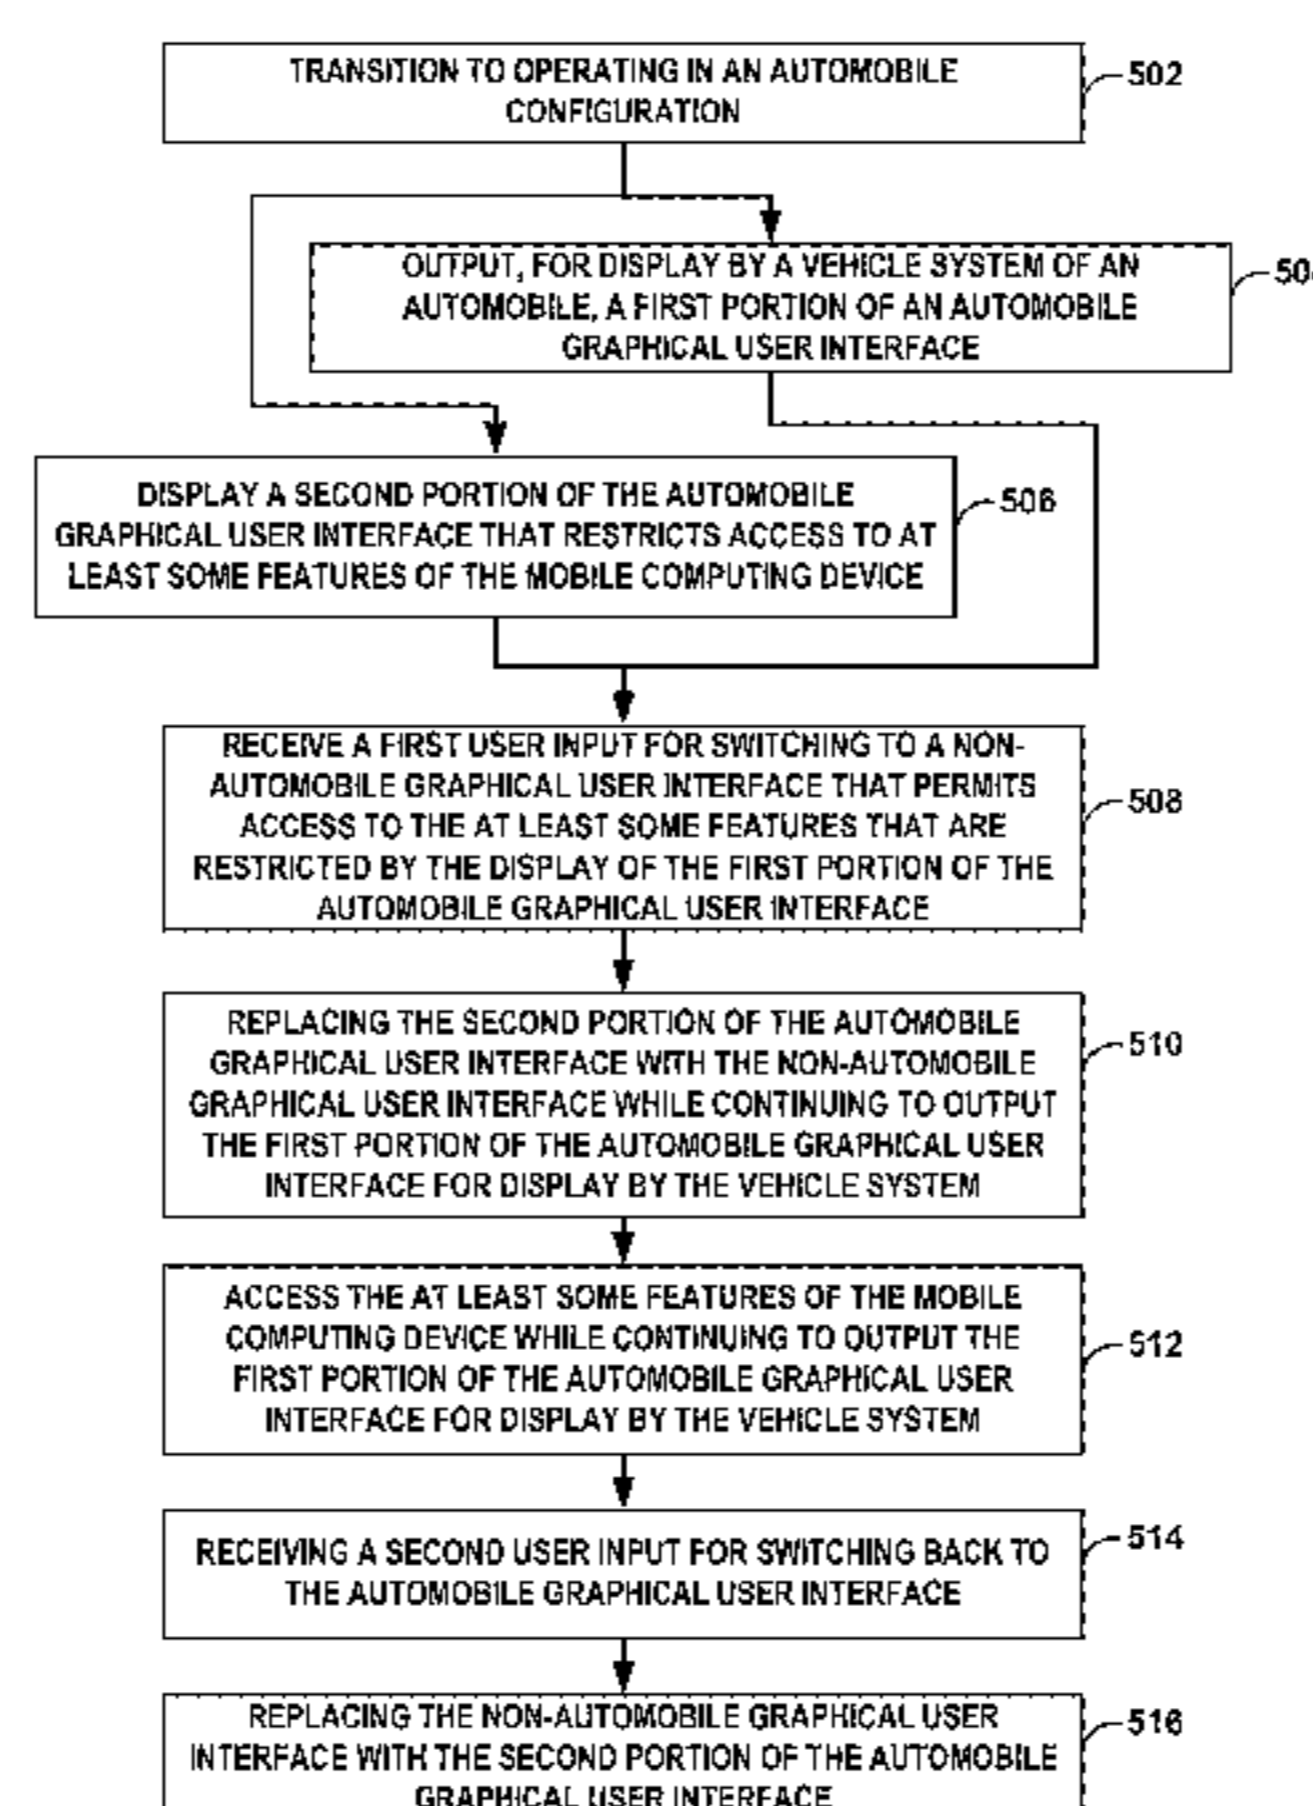 TRANSITION TO OPERATING IN AN AUTOMOBILE
CONFIGURATION
502
OUTPUT, FOR DISPLAY BY A VEHICLE SYSTEM OF AN
AUTOMOBILE, A FIRST PORTION OF AN AUTOMOBILE
GRAPHICAL USER INTERFACE
DISPLAY A SECOND PORTION OF THE AUTOMOBILE
GRAPHICAL USER INTERFACE THAT RESTRICTS ACCESS TO AT
LEAST SOME FEATURES OF THE MOBILE COMPUTING DEVICE
506
RECEIVE A FIRST USER INPUT FOR SWITCHING TO A NON-
AUTOMOBILE GRAPHICAL USER INTERFACE THAT PERMITS
ACCESS TO THE AT LEAST SOME FEATURES THAT ARE
RESTRICTED BY THE DISPLAY OF THE FIRST PORTION OF THE
AUTOMOBILE GRAPHICAL USER INTERFACE
508
REPLACING THE SECOND PORTION OF THE AUTOMOBILE
GRAPHICAL USER INTERFACE WITH THE NON-AUTOMOBILE
GRAPHICAL USER INTERFACE WHILE CONTINUING TO OUTPUT
THE FIRST PORTION OF THE AUTOMOBILE GRAPHICAL USER
INTERFACE FOR DISPLAY BY THE VEHICLE SYSTEM
510
ACCESS THE AT LEAST SOME FEATURES OF THE MOBILE
COMPUTING DEVICE WHILE CONTINUING TO OUTPUT THE
FIRST PORTION OF THE AUTOMOBILE GRAPHICAL USER
INTERFACE FOR DISPLAY BY THE VEHICLE SYSTEM
512
RECEIVING A SECOND USER INPUT FOR SWITCHING BACK TO
THE AUTOMOBILE GRAPHICAL USER INTERFACE
514
REPLACING THE NON-AUTOMOBILE GRAPHICAL USER
INTERFACE WITH THE SECOND PORTION OF THE AUTOMOBILE
GRAPHICAL USER INTERFACE
516